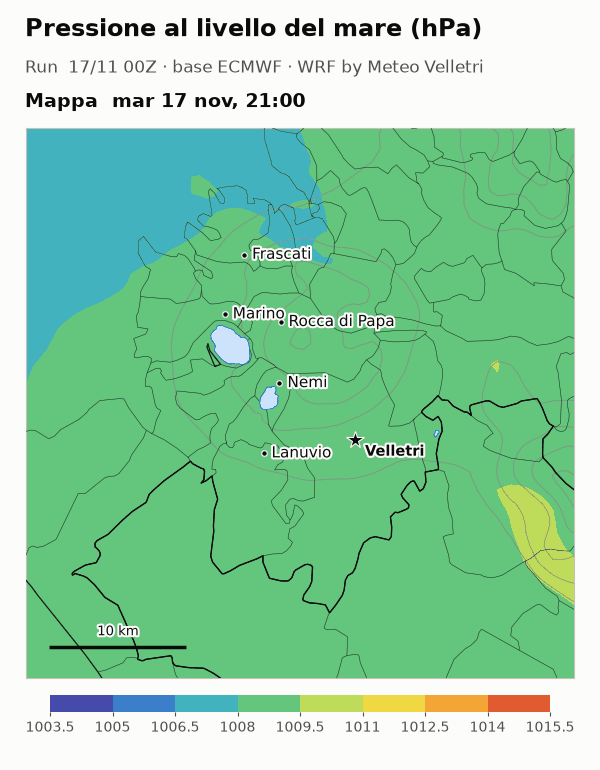 Pressione al livello del mare (hPa)
Run  17/11 00Z · base ECMWF · WRF by Meteo Velletri
Mappa  mar 17 nov, 21:00
Frascati
Marino
Rocca di Papa
Nemi
Velletri
Lanuvio
10 km
1003.5 1005 1006.5 1008 1009.5 1011 1012.5 1014 1015.5